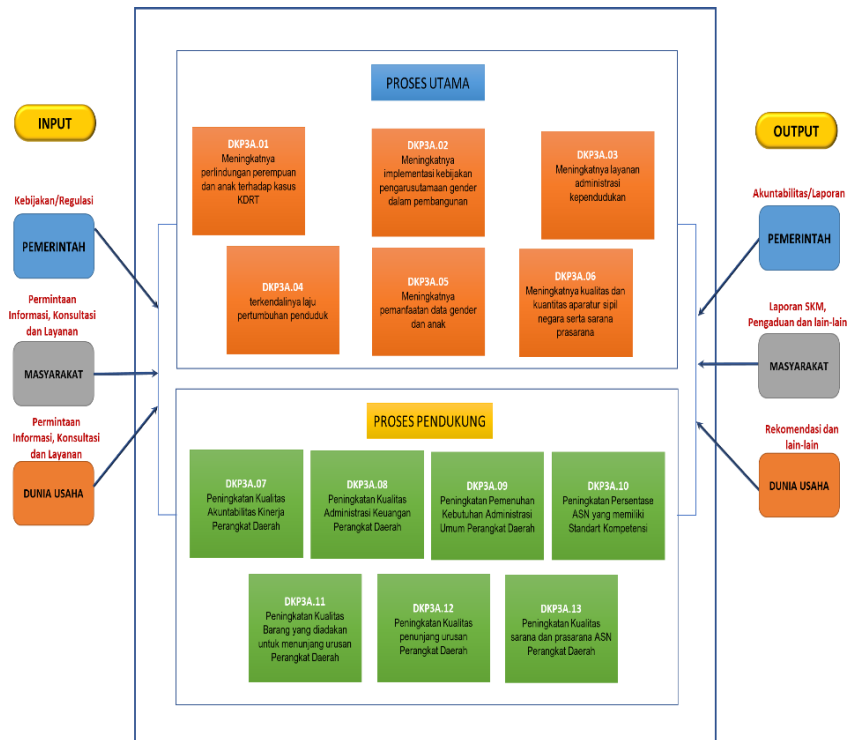 PROSES UTAMA
INPUT
OUTPUT
DKP3A.01
Meningkatnya
perlindungan perempuan
dan anak terhadap kasus
KDRT
DKP3A.02
Meningkatnya
implementasi kebijakan
pengarusutamaan gender
dalam pembangunan
DKP3A.03
Meningkatnya layanan
administrasi
kependudukan
Kebijakan/Regulasi
PEMERINTAH
Akuntabilitas/Laporan
PEMERINTAH
DKP3A.04
terkendalinya laju
pertumbuhan penduduk
DKP3A.05
Meningkatnya
pemanfaatan data gender
dan anak
DKP3A.06
Meningkatnya kualitas dan
kuantitas aparatur sipil
negara serta sarana
prasarana
Permintaan
Informasi, Konsultasi
dan Layanan
MASYARAKAT
Laporan SKM,
Pengaduan dan lain-lain
MASYARAKAT
PROSES PENDUKUNG
Permintaan
Informasi, Konsultasi
dan Layanan
DUNIA USAHA
Rekomendasi dan
lain-lain
DUNIA USAHA
DKP3A.07
Peningkatan Kualitas
Akuntabilitas Kinerja
Perangkat Daerah
DKP3A.08
Peningkatan Kualitas
Administrasi Keuangan
Perangkat Daerah
DKP3A.09
Peningkatan Pemenuhan
Kebutuhan Administrasi
Umum Perangkat Daerah
DKP3A.10
Peningkatan Persentase
ASN yang memiliki
Standart Kompetensi
DKP3A.11
Peningkatan Kualitas
Barang yang diadakan
untuk menunjang urusan
Perangkat Daerah
DKP3A.12
Peningkatan Kualitas
penunjang urusan
Perangkat Daerah
DKP3A.13
Peningkatan Kualitas
sarana dan prasarana ASN
Perangkat Daerah